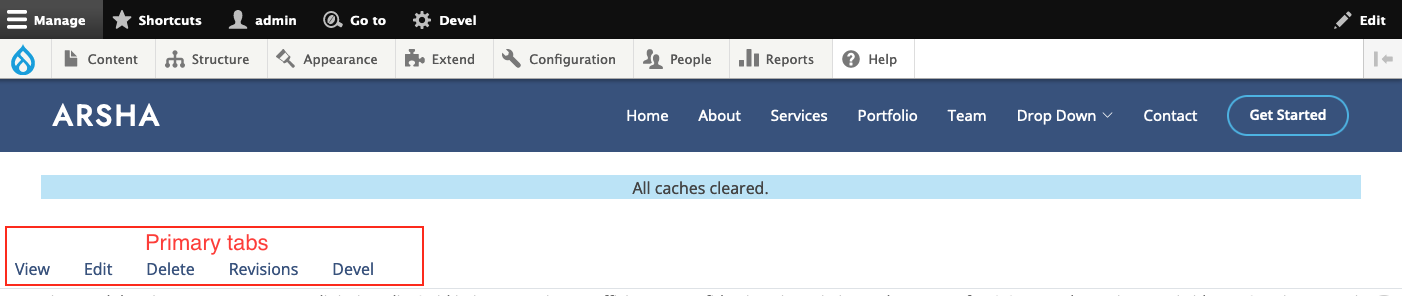 Manage Shortcuts admin Go to Devel Edit
Content Structure Appearance Extend Configuration People Reports Help
ARSHA Home About Services Portfolio Team Drop Down Contact Get Started
All caches cleared.
Primary tabs
View Edit Delete Revisions Devel